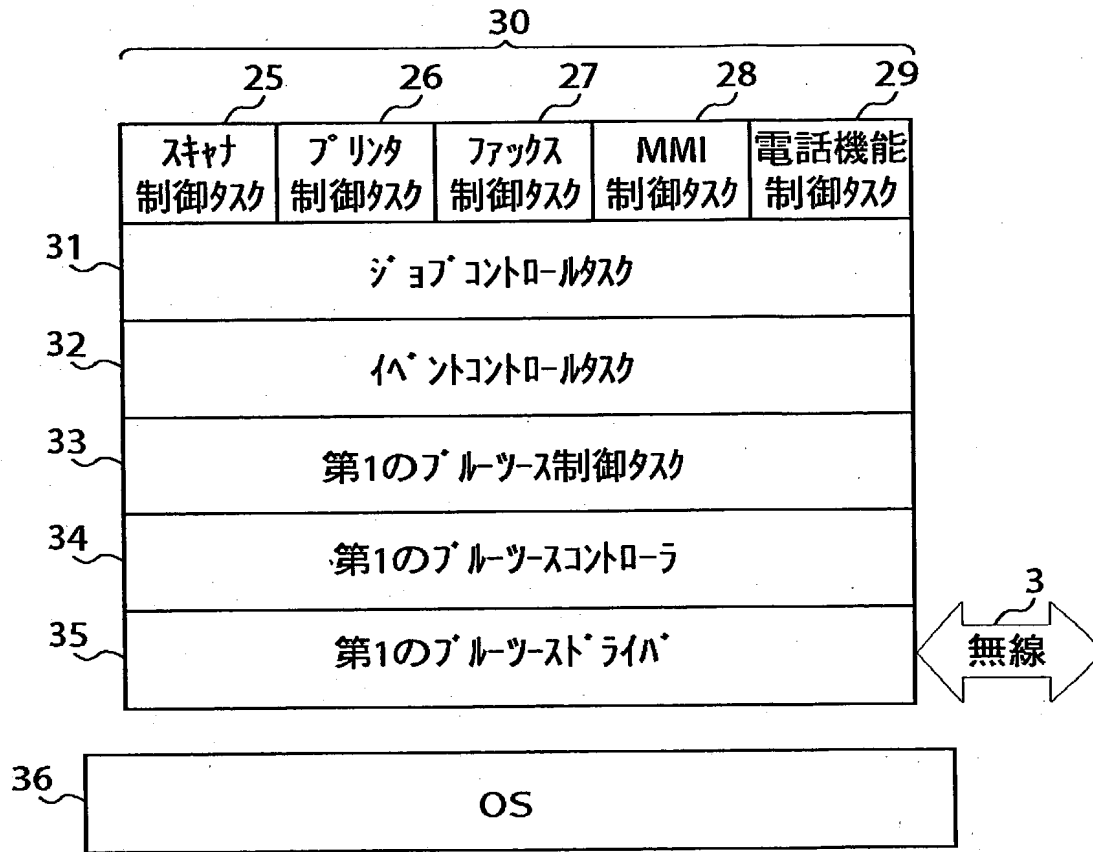 30
25 26 27 28 29
スキャナ
制御タスク
プリンタ
制御タスク
ファックス
制御タスク
MMI
制御タスク
電話機能
制御タスク
31
ジョブコントロールタスク
32
イベントコントロールタスク
33
第1のブルーツース制御タスク
34
第1のブルーツースコントローラ
35
第1のブルーツースドライバ
3
無線
36
OS